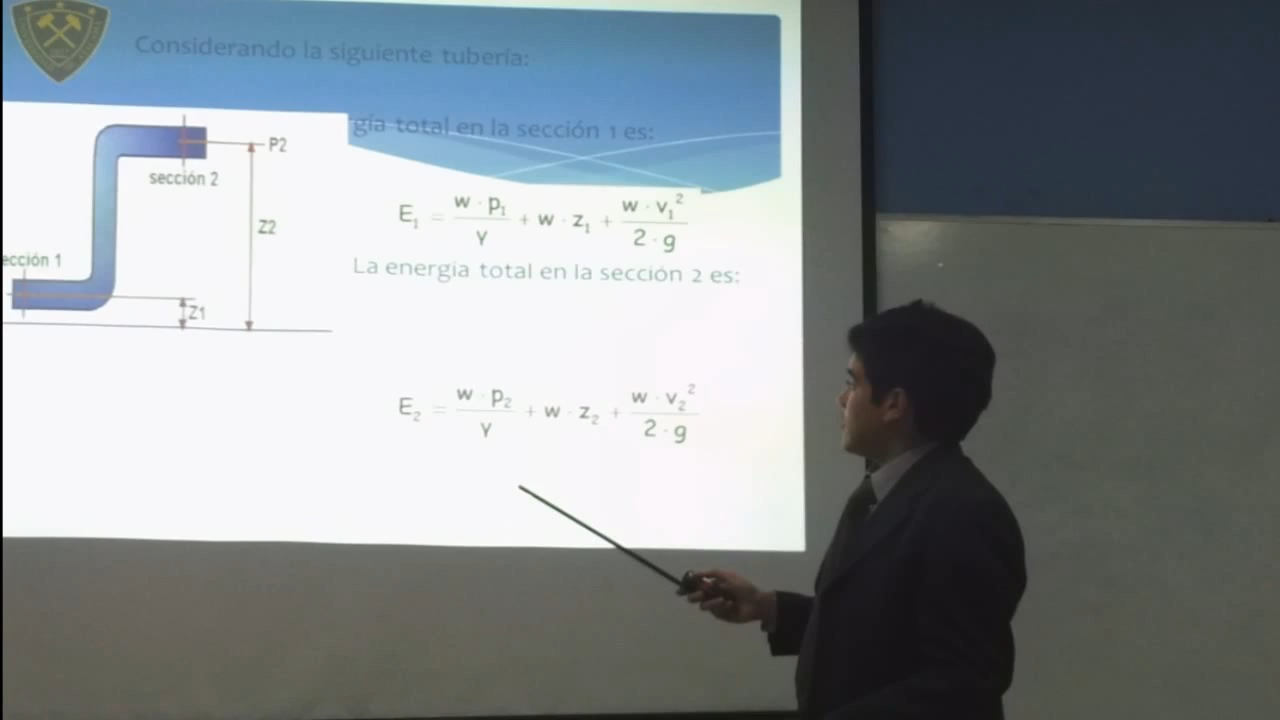 Considerando la siguiente tubería:
gía total en la sección 1 es:
P2
sección 2
Z2
E₁ = w · p₁ / γ + w · z₁ + w · v₁² / 2 · g
ección 1
La energía total en la sección 2 es:
Z1
E₂ = w · p₂ / γ + w · z₂ + w · v₂² / 2 · g